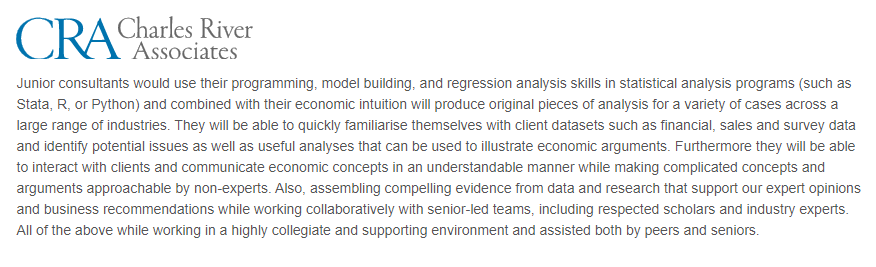 CRA Charles River
Associates
Junior consultants would use their programming, model building, and regression analysis skills in statistical analysis programs (such as
Stata, R, or Python) and combined with their economic intuition will produce original pieces of analysis for a variety of cases across a
large range of industries. They will be able to quickly familiarise themselves with client datasets such as financial, sales and survey data
and identify potential issues as well as useful analyses that can be used to illustrate economic arguments. Furthermore they will be able
to interact with clients and communicate economic concepts in an understandable manner while making complicated concepts and
arguments approachable by non-experts. Also, assembling compelling evidence from data and research that support our expert opinions
and business recommendations while working collaboratively with senior-led teams, including respected scholars and industry experts.
All of the above while working in a highly collegiate and supporting environment and assisted both by peers and seniors.